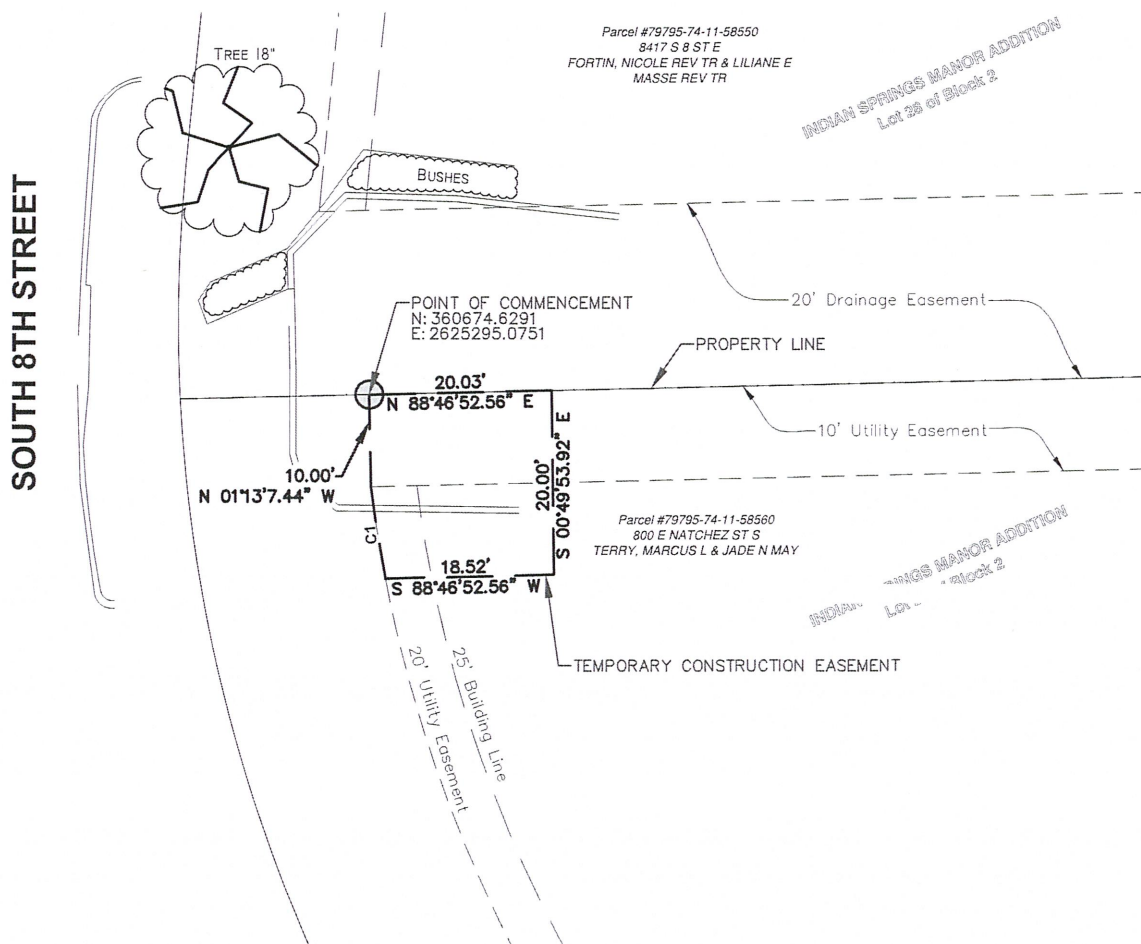 TREE 18"
Parcel #79795-74-11-58550
8417 S 8 ST E
FORTIN, NICOLE REV TR & LILIANE E
MASSE REV TR
INDIAN SPRINGS MANOR ADDITION
Lot 28 of Block 2
BUSHES
SOUTH 8TH STREET
POINT OF COMMENCEMENT
N: 360674.6291
E: 2625295.0751
20' Drainage Easement
PROPERTY LINE
20.03'
N 88°46'52.56" E
10' Utility Easement
10.00'
N 01°13'7.44" W
20.00'
S 00°49'53.92" E
C1
Parcel #79795-74-11-58560
800 E NATCHEZ ST S
TERRY, MARCUS L & JADE N MAY
18.52'
S 88°46'52.56" W
ADDITION
Block 2
TEMPORARY CONSTRUCTION EASEMENT
20' Utility Easement
25' Building Line